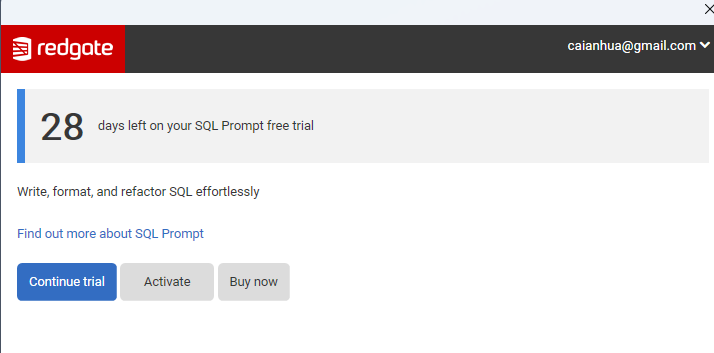 redgate
caianhua@gmail.com
28 days left on your SQL Prompt free trial
Write, format, and refactor SQL effortlessly
Find out more about SQL Prompt
Continue trial Activate Buy now